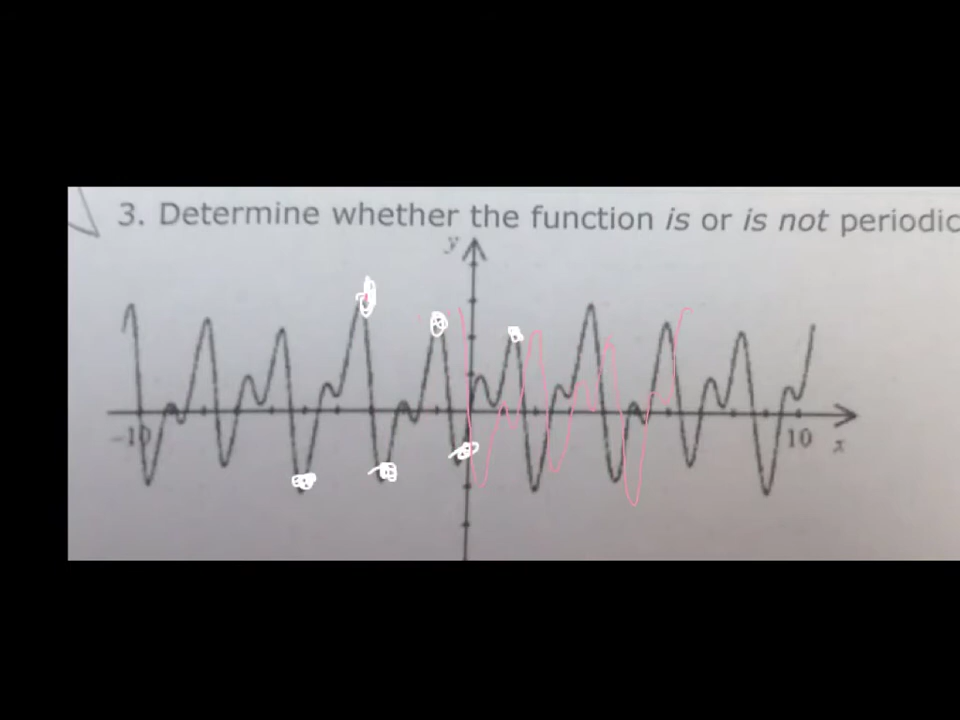 3. Determine whether the function is or is not periodic
y
-10
10
x